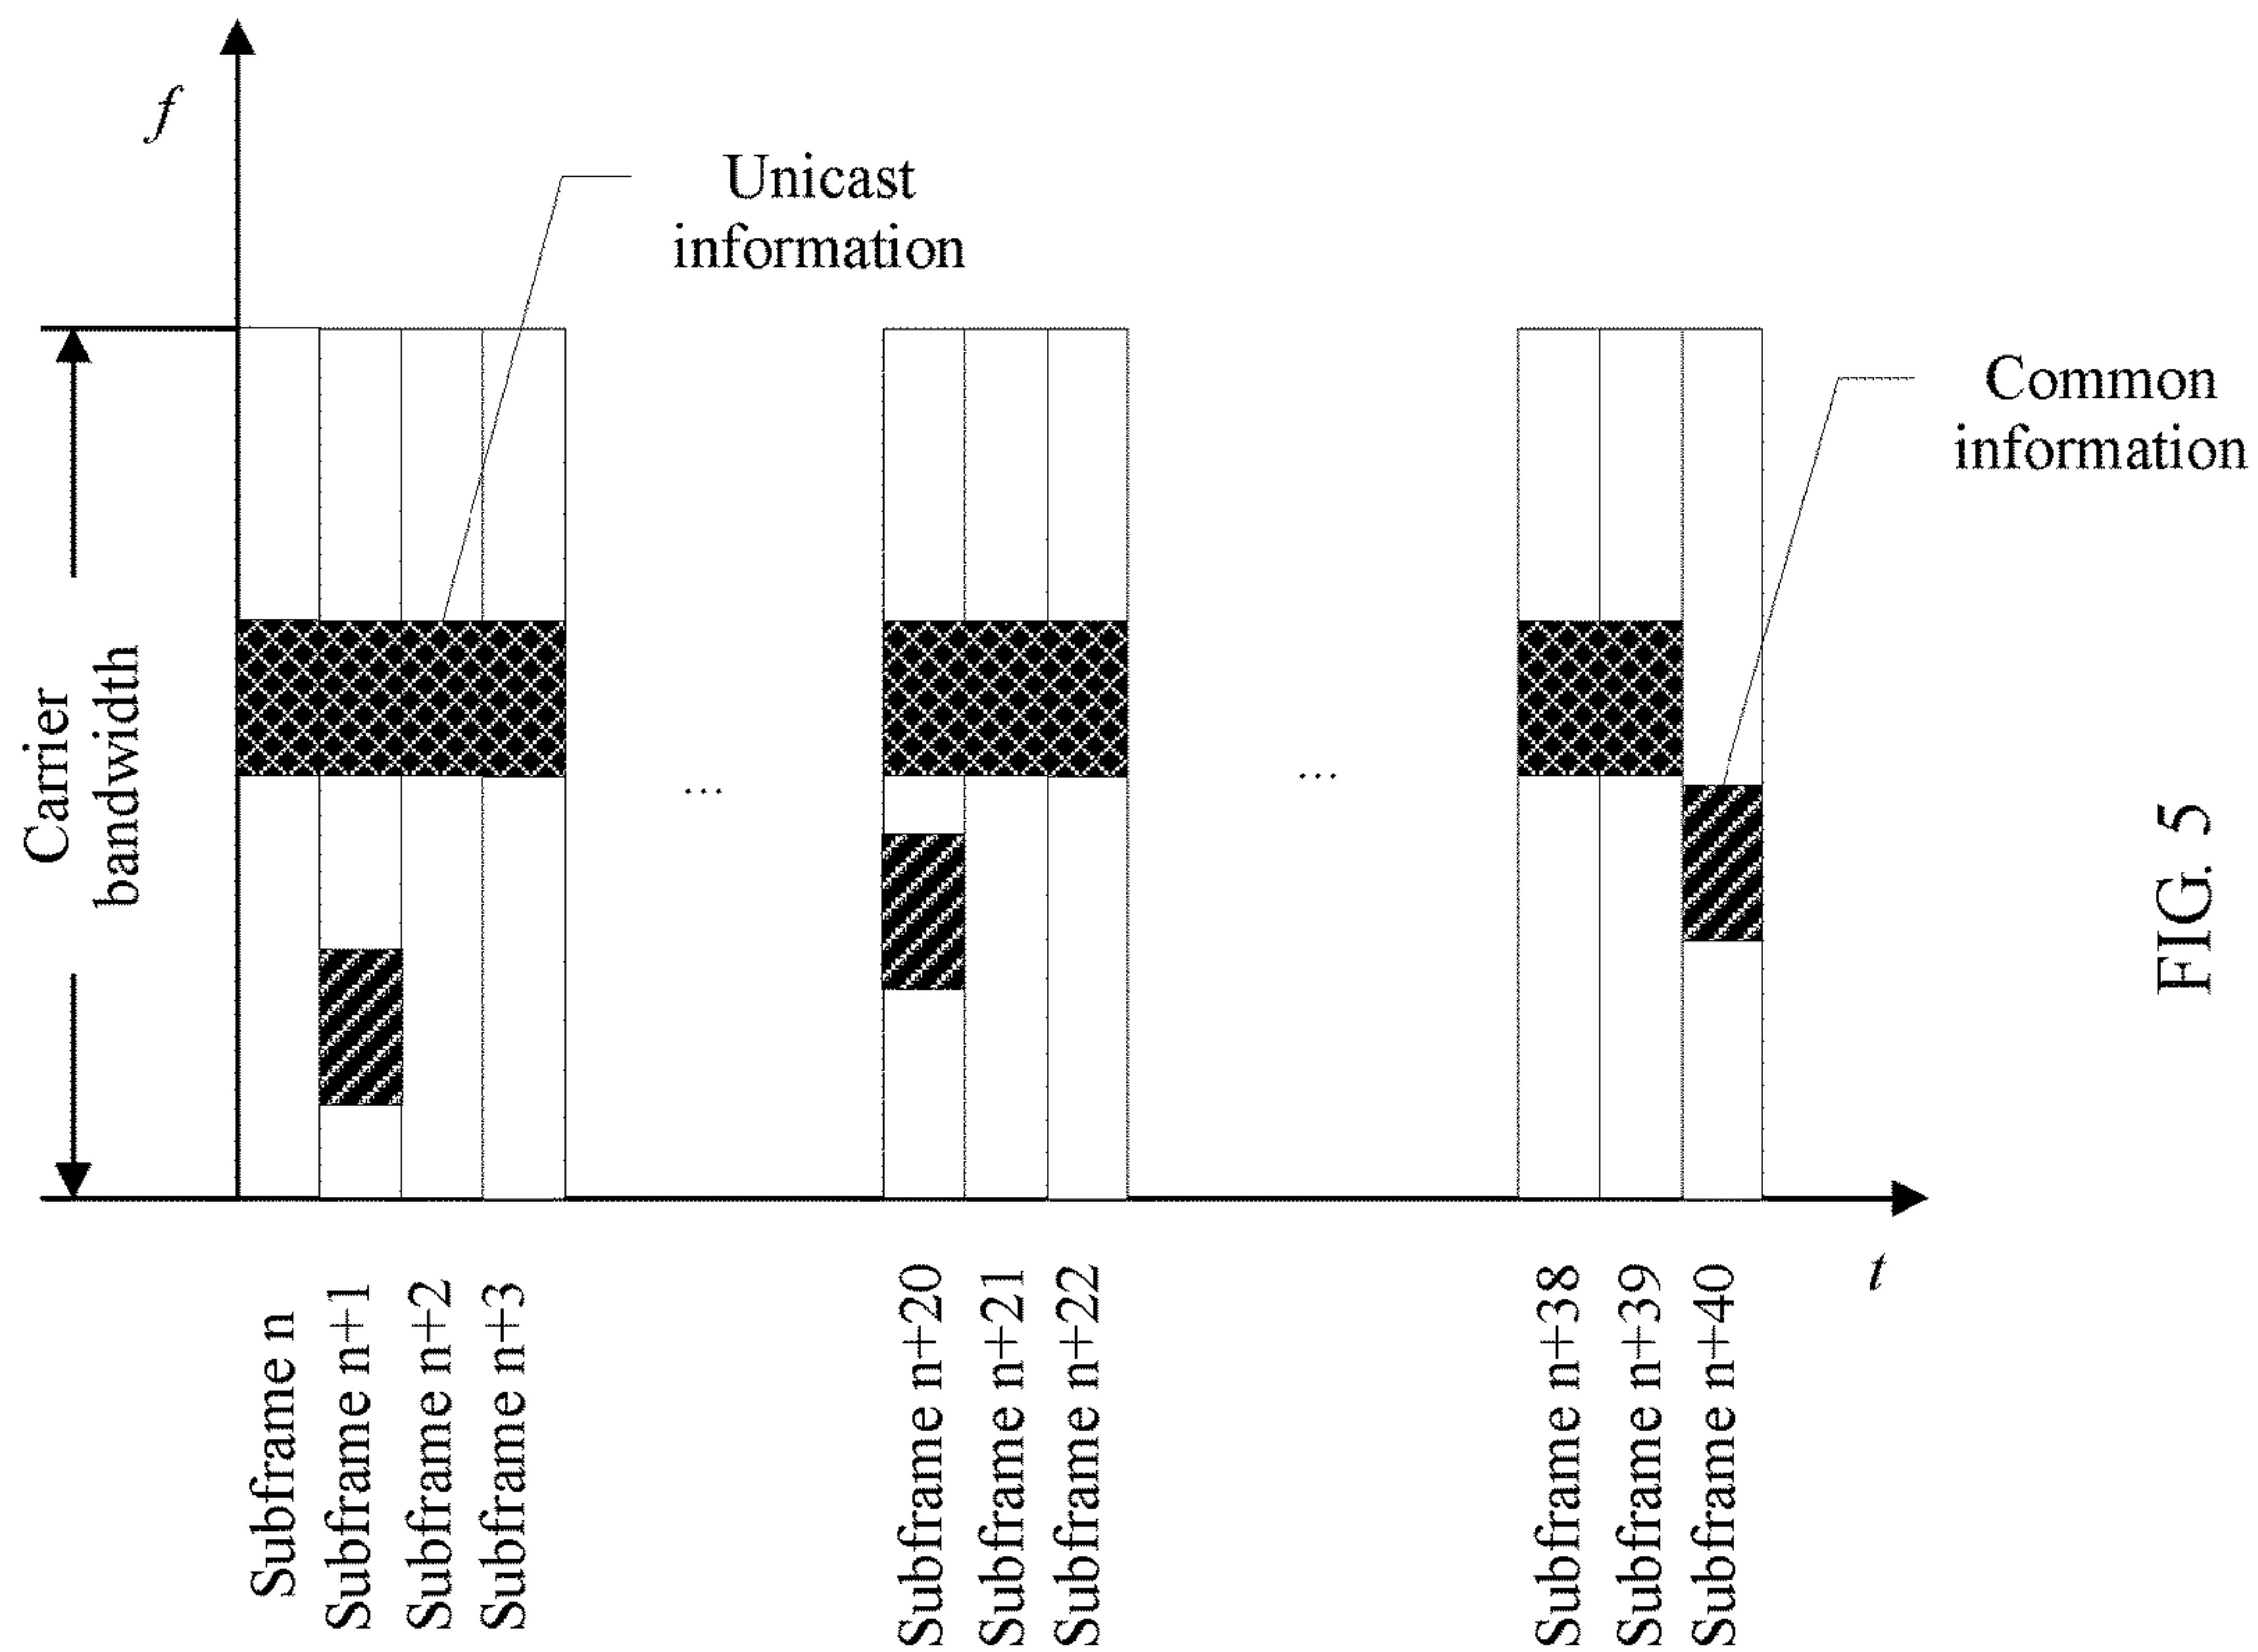 f
Unicast
information
Common
information
Carrier
bandwidth
...
...
t
Subframe n
Subframe n+1
Subframe n+2
Subframe n+3
Subframe n+20
Subframe n+21
Subframe n+22
Subframe n+38
Subframe n+39
Subframe n+40
FIG. 5